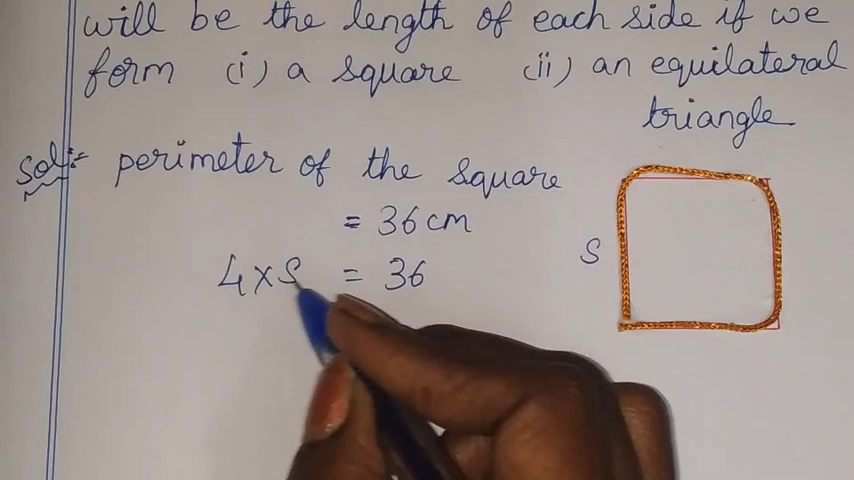 will be the length of each side if we
form (i) a square (ii) an equilateral
triangle
Sol:- perimeter of the square
= 36 cm
4 x S = 36
S